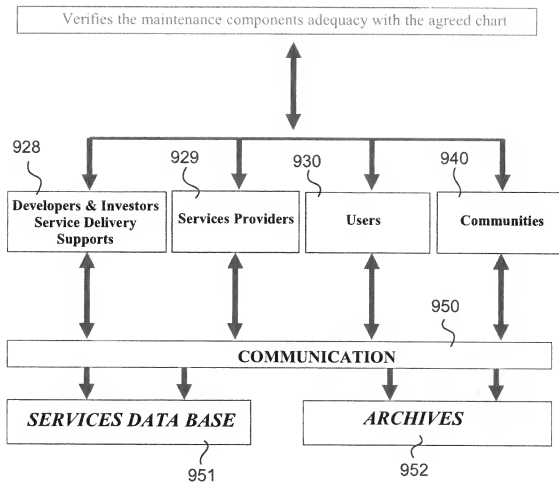 Verifies the maintenance components adequacy with the agreed chart
928
929
930
940
Developers & Investors
Service Delivery
Supports
Services Providers
Users
Communities
950
COMMUNICATION
SERVICES DATA BASE
ARCHIVES
951
952